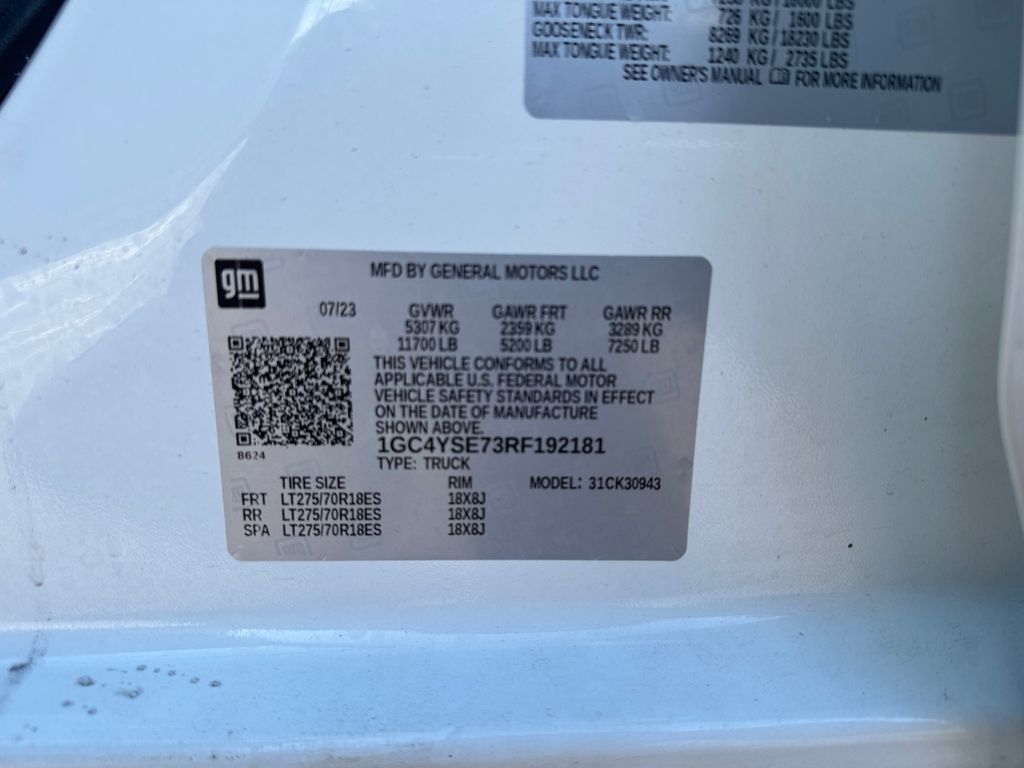 MAX TONGUE WEIGHT: 726 KG / 1800 LBS
GOOSENECK TWR: 8269 KG / 18230 LBS
MAX TONGUE WEIGHT: 1240 KG / 2735 LBS
SEE OWNER'S MANUAL FOR MORE INFORMATION
gm
MFD BY GENERAL MOTORS LLC
07/23 GVWR GAWR FRT GAWR RR
5307 KG 2359 KG 3289 KG
11700 LB 5200 LB 7250 LB
THIS VEHICLE CONFORMS TO ALL
APPLICABLE U.S. FEDERAL MOTOR
VEHICLE SAFETY STANDARDS IN EFFECT
ON THE DATE OF MANUFACTURE
SHOWN ABOVE.
1GC4YSE73RF192181
B624
TYPE: TRUCK
TIRE SIZE RIM MODEL: 31CK30943
FRT LT275/70R18ES 18X8J
RR LT275/70R18ES 18X8J
SPA LT275/70R18ES 18X8J